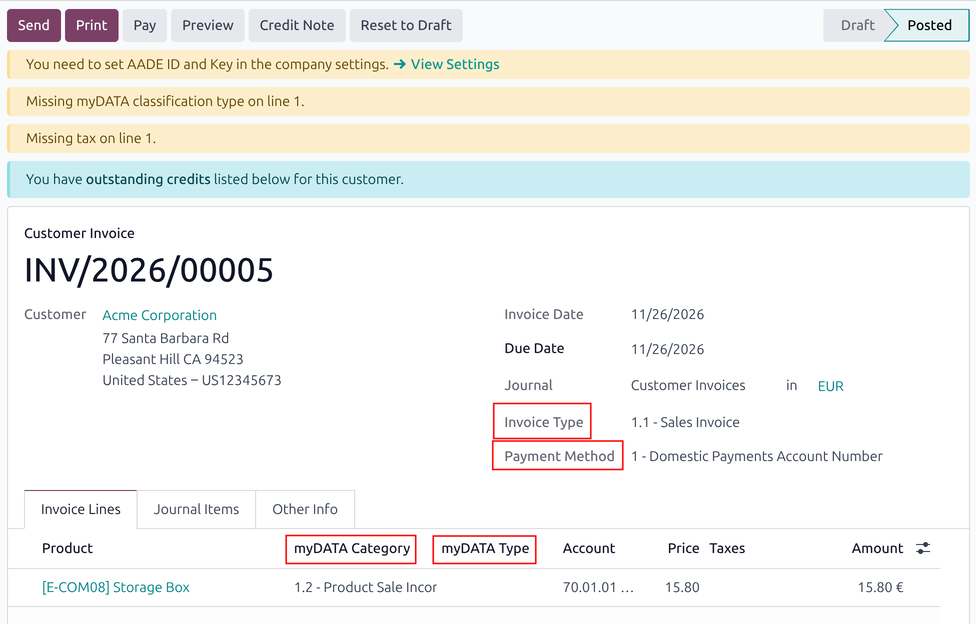 Send Print Pay Preview Credit Note Reset to Draft Draft Posted
You need to set AADE ID and Key in the company settings. → View Settings
Missing myDATA classification type on line 1.
Missing tax on line 1.
You have outstanding credits listed below for this customer.
Customer Invoice
INV/2026/00005
Customer Acme Corporation
77 Santa Barbara Rd
Pleasant Hill CA 94523
United States – US12345673
Invoice Date 11/26/2026
Due Date 11/26/2026
Journal Customer Invoices in EUR
Invoice Type 1.1 - Sales Invoice
Payment Method 1 - Domestic Payments Account Number
Invoice Lines Journal Items Other Info
Product myDATA Category myDATA Type Account Price Taxes Amount
[E-COM08] Storage Box 1.2 - Product Sale Incor 70.01.01 ... 15.80 15.80 €